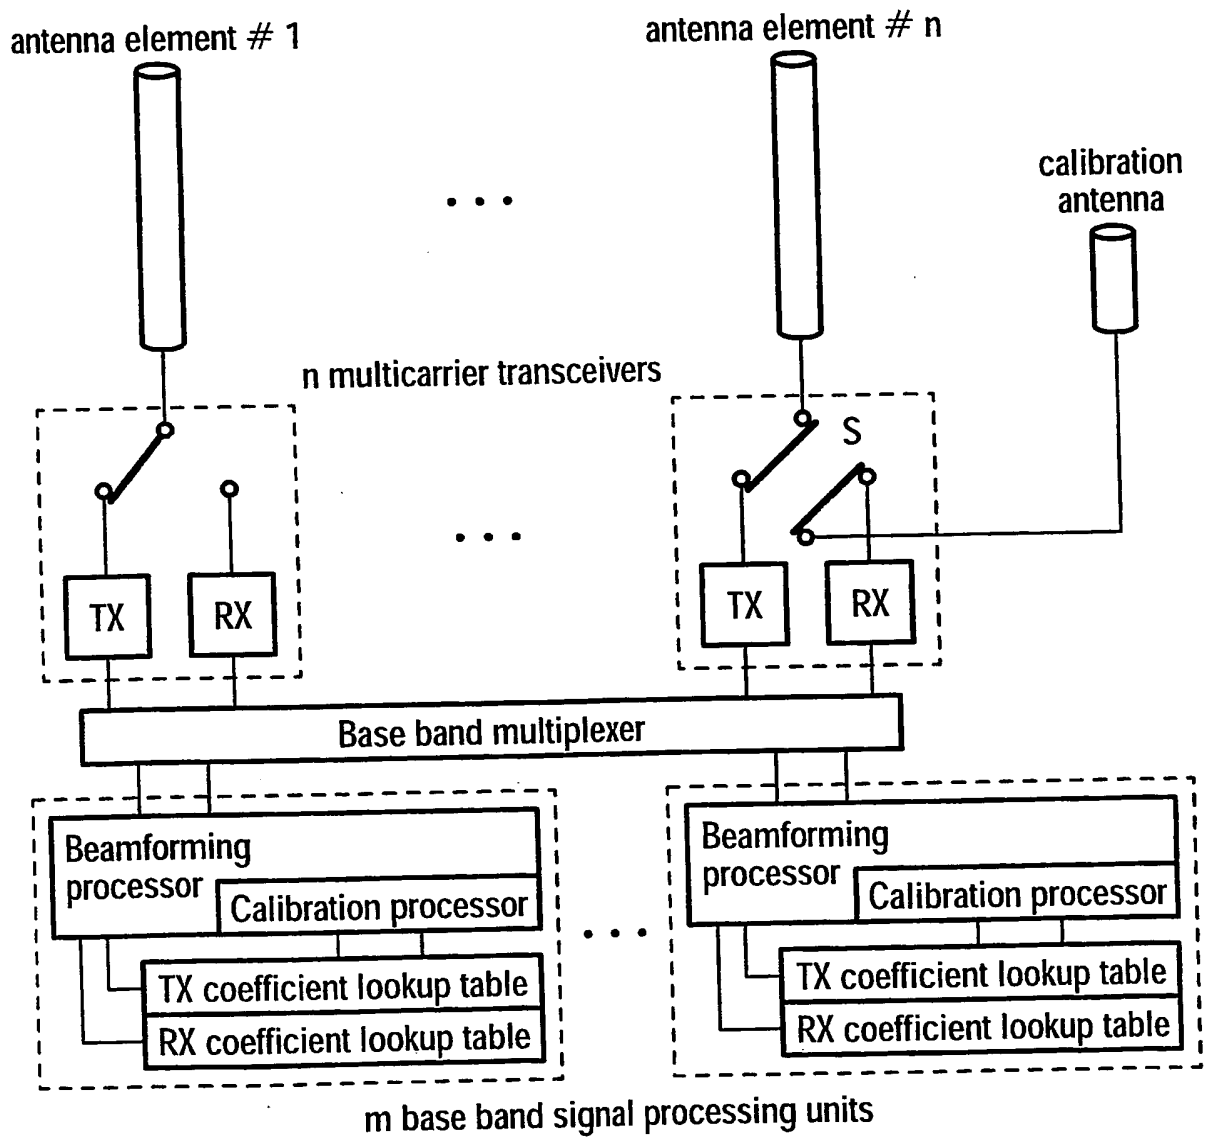 antenna element # 1
antenna element # n
calibration
antenna
n multicarrier transceivers
S
TX
RX
TX
RX
Base band multiplexer
Beamforming
processor
Calibration processor
TX coefficient lookup table
RX coefficient lookup table
Beamforming
processor
Calibration processor
TX coefficient lookup table
RX coefficient lookup table
m base band signal processing units